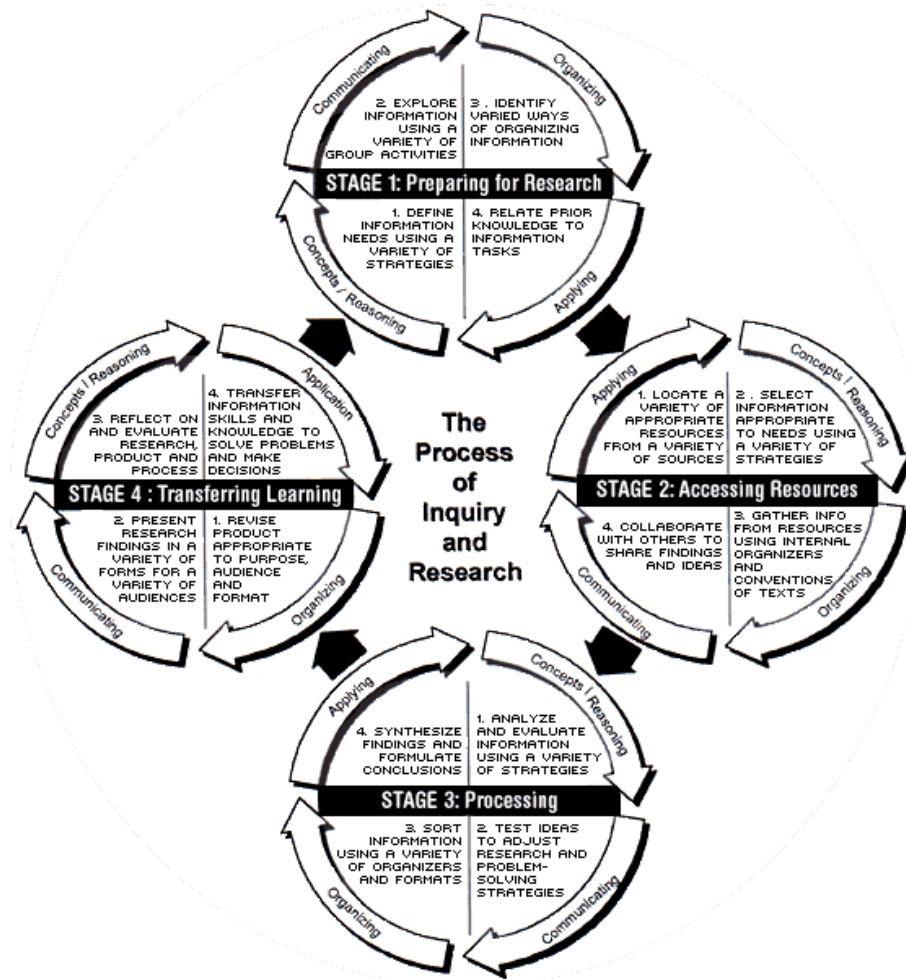 Communicating
Organizing
2. EXPLORE
INFORMATION
USING A
VARIETY OF
GROUP ACTIVITIES
3 . IDENTIFY
VARIED WAYS
OF ORGANIZING
INFORMATION
STAGE 1: Preparing for Research
1. DEFINE
INFORMATION
NEEDS USING A
VARIETY OF
STRATEGIES
4. RELATE PRIOR
KNOWLEDGE TO
INFORMATION
TASKS
Concepts / Reasoning
Applying
Applying
Concepts / Reasoning
1. LOCATE A
VARIETY OF
APPROPRIATE
RESOURCES
FROM A VARIETY
OF SOURCES
2 . SELECT
INFORMATION
APPROPRIATE
TO NEEDS USING
A VARIETY OF
STRATEGIES
STAGE 2: Accessing Resources
4. COLLABORATE
WITH OTHERS TO
SHARE FINDINGS
AND IDEAS
3. GATHER INFO
FROM RESOURCES
USING INTERNAL
ORGANIZERS
AND
CONVENTIONS
OF TEXTS
Communicating
Organizing
The
Process
of
Inquiry
and
Research
Concepts / Reasoning
Application
3. REFLECT ON
AND EVALUATE
RESEARCH,
PRODUCT AND
PROCESS
4. TRANSFER
INFORMATION
SKILLS AND
KNOWLEDGE TO
SOLVE PROBLEMS
AND MAKE
DECISIONS
STAGE 4 : Transferring Learning
2. PRESENT
RESEARCH
FINDINGS IN A
VARIETY OF
FORMS FOR A
VARIETY OF
AUDIENCES
1. REVISE
PRODUCT
APPROPRIATE
TO PURPOSE,
AUDIENCE
AND
FORMAT
Communicating
Organizing
Applying
Concepts / Reasoning
4. SYNTHESIZE
FINDINGS AND
FORMULATE
CONCLUSIONS
1. ANALYZE
AND EVALUATE
INFORMATION
USING A VARIETY
OF STRATEGIES
STAGE 3: Processing
3. SORT
INFORMATION
USING A VARIETY
OF ORGANIZERS
AND FORMATS
2. TEST IDEAS
TO ADJUST
RESEARCH AND
PROBLEM-
SOLVING
STRATEGIES
Organizing
Communicating